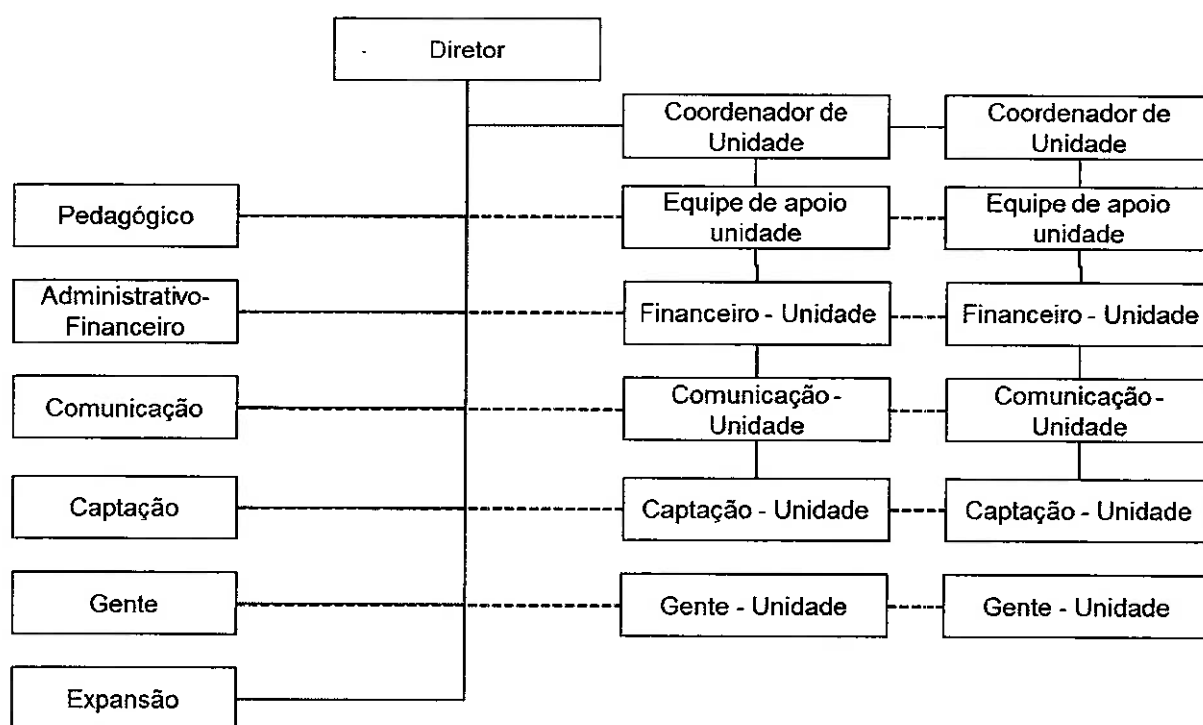 Diretor
Coordenador de
Unidade
Coordenador de
Unidade
Pedagógico
Equipe de apoio
unidade
Equipe de apoio
unidade
Administrativo-
Financeiro
Financeiro - Unidade
Financeiro - Unidade
Comunicação
Comunicação -
Unidade
Comunicação -
Unidade
Captação
Captação - Unidade
Captação - Unidade
Gente
Gente - Unidade
Gente - Unidade
Expansão